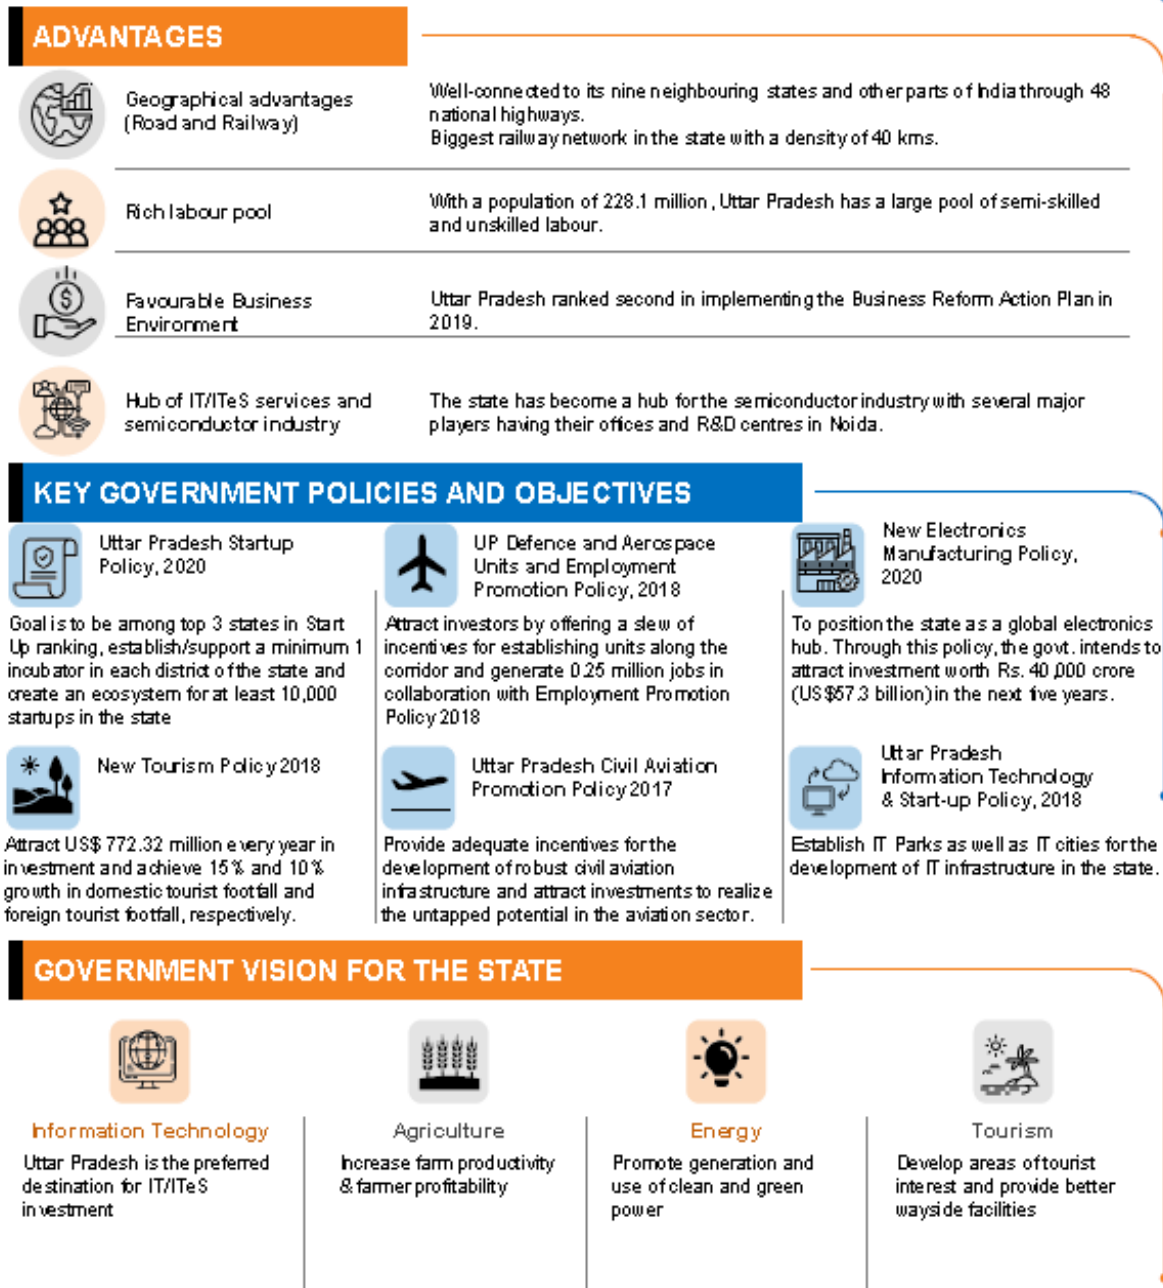 ADVANTAGES
Geographical advantages
(Road and Railway)
Well-connected to its nine neighbouring states and other parts of India through 48
national highways.
Biggest railway network in the state with a density of 40 kms.
Rich labour pool
With a population of 228.1 million, Uttar Pradesh has a large pool of semi-skilled
and unskilled labour.
Favourable Business
Environment
Uttar Pradesh ranked second in implementing the Business Reform Action Plan in
2019.
Hub of IT/ITeS services and
semiconductor industry
The state has become a hub for the semiconductor industry with several major
players having their offices and R&D centres in Noida.
KEY GOVERNMENT POLICIES AND OBJECTIVES
Uttar Pradesh Startup
Policy, 2020
Goal is to be among top 3 states in Start
Up ranking, establish/support a minimum 1
incubator in each district of the state and
create an ecosystem for at least 10,000
startups in the state
UP Defence and Aerospace
Units and Employment
Promotion Policy, 2018
Attract investors by offering a slew of
incentives for establishing units along the
corridor and generate 0.25 million jobs in
collaboration with Employment Promotion
Policy 2018
New Electronics
Manufacturing Policy,
2020
To position the state as a global electronics
hub. Through this policy, the govt. intends to
attract investment worth Rs. 40,000 crore
(US$57.3 billion) in the next five years.
New Tourism Policy 2018
Attract US$ 772.32 million every year in
investment and achieve 15% and 10%
growth in domestic tourist footfall and
foreign tourist footfall, respectively.
Uttar Pradesh Civil Aviation
Promotion Policy 2017
Provide adequate incentives for the
development of robust civil aviation
infrastructure and attract investments to realize
the untapped potential in the aviation sector.
Uttar Pradesh
Information Technology
& Start-up Policy, 2018
Establish IT Parks as well as IT cities for the
development of IT infrastructure in the state.
GOVERNMENT VISION FOR THE STATE
Information Technology
Uttar Pradesh is the preferred
destination for IT/ITeS
investment
Agriculture
Increase farm productivity
& farmer profitability
Energy
Promote generation and
use of clean and green
power
Tourism
Develop areas of tourist
interest and provide better
wayside facilities